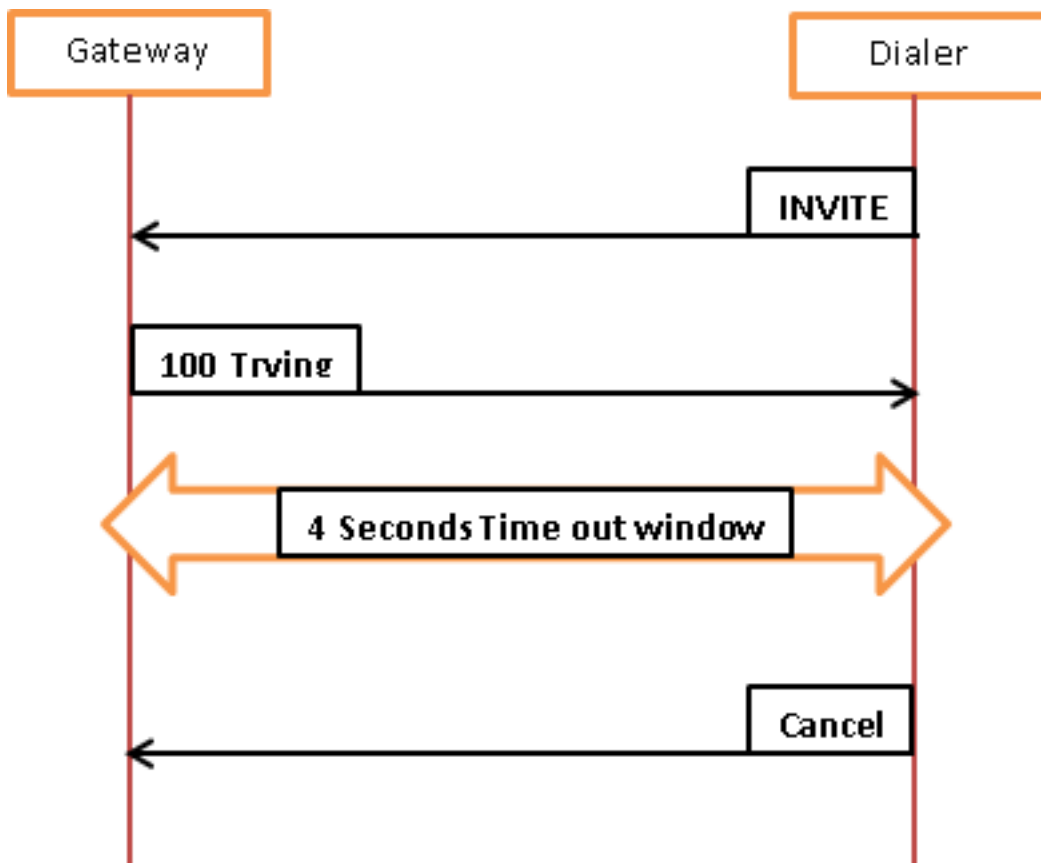 Gateway
Dialer
INVITE
100 Trying
4 Seconds Time out window
Cancel